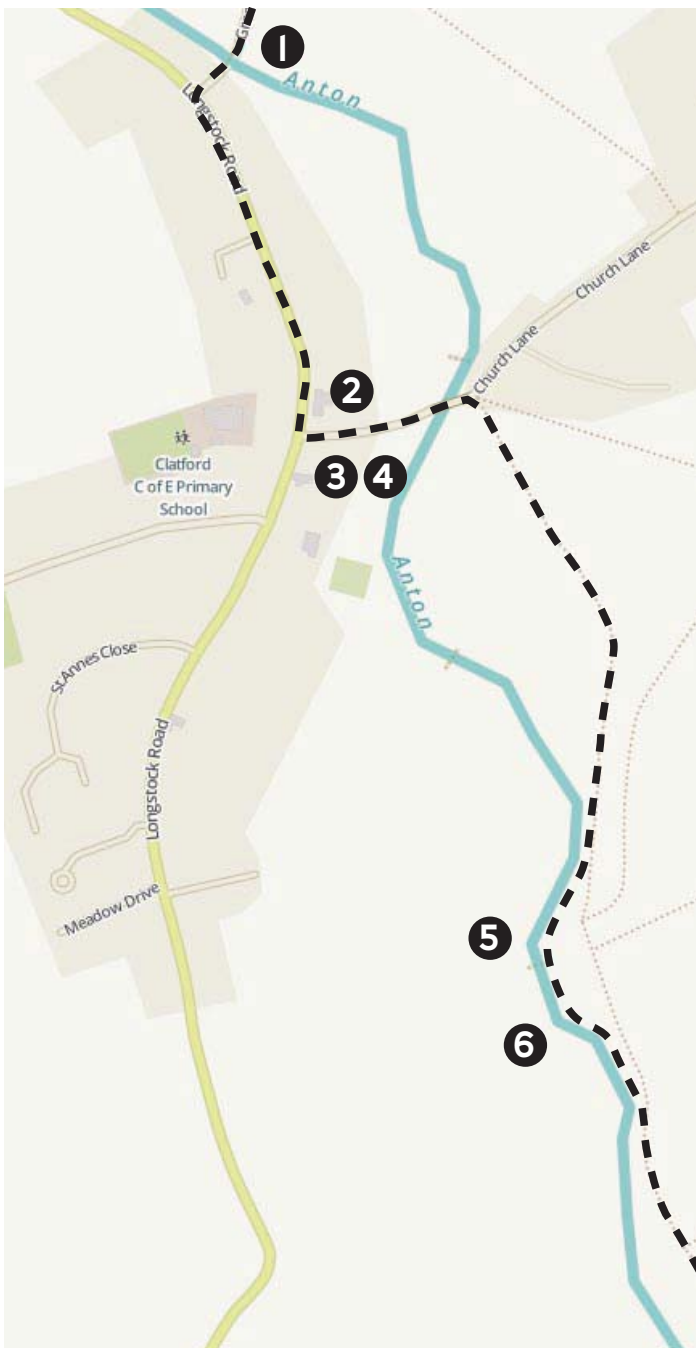 1
Anton
Longstock Road
Church Lane
Church Lane
2
3 4
Clatford
C of E Primary
School
Anton
St Annes Close
Longstock Road
Meadow Drive
5
6